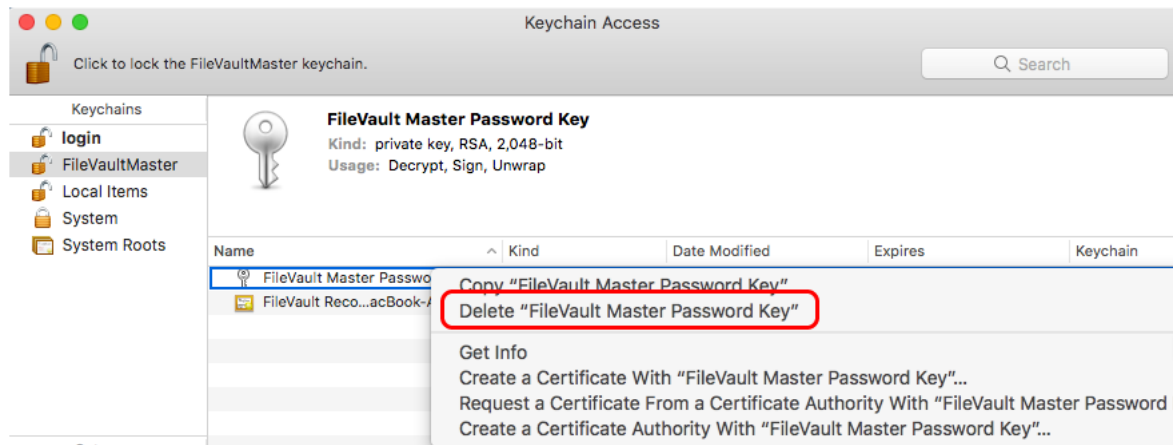 Keychain Access
Click to lock the FileVaultMaster keychain.
Search
Keychains
login
FileVaultMaster
Local Items
System
System Roots
FileVault Master Password Key
Kind: private key, RSA, 2,048-bit
Usage: Decrypt, Sign, Unwrap
Name Kind Date Modified Expires Keychain
FileVault Master Passwo
FileVault Reco...acBook-
Copy “FileVault Master Password Key”
Delete “FileVault Master Password Key”
Get Info
Create a Certificate With “FileVault Master Password Key”...
Request a Certificate From a Certificate Authority With “FileVault Master Password
Create a Certificate Authority With “FileVault Master Password Key”...